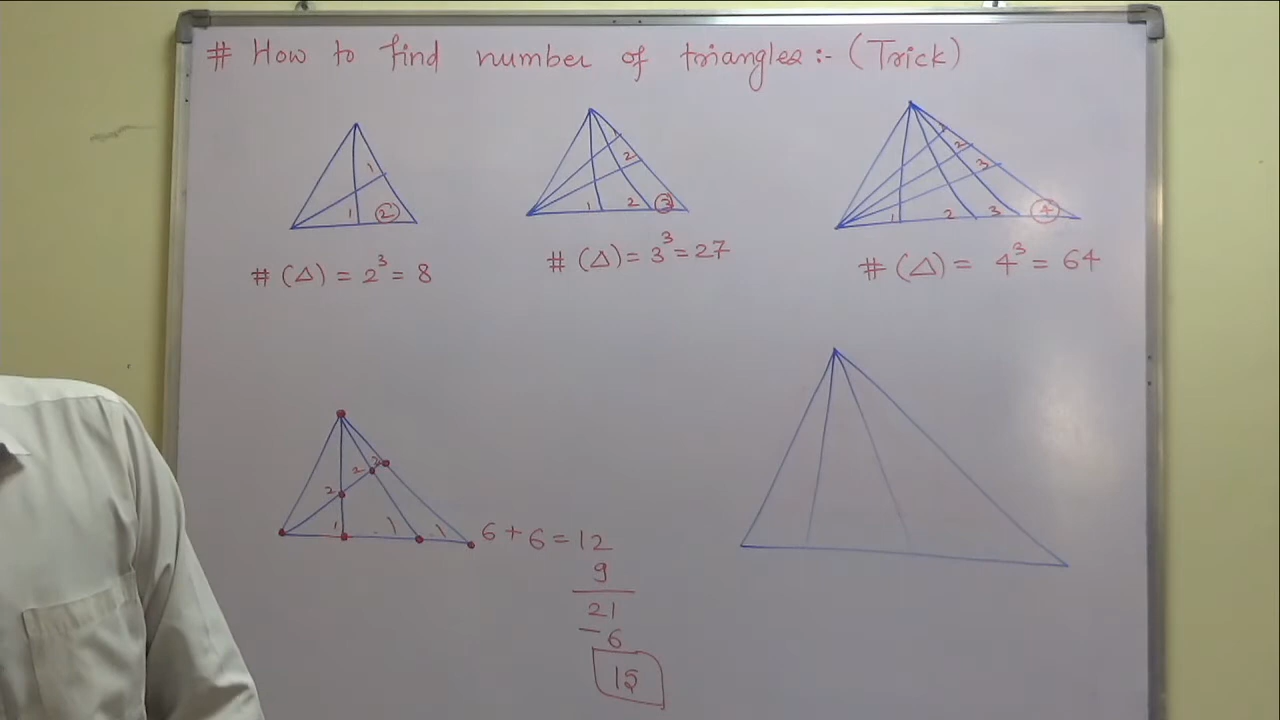 # How to find number of triangles :- (Trick)
1
1 2
# (Δ) = 2³ = 8
1
2
1 2 3
# (Δ) = 3³ = 27
1
2
3
1 2 3 4
# (Δ) = 4³ = 64
2 2
2
1 1 1
6 + 6 = 12
9
21
- 6
15